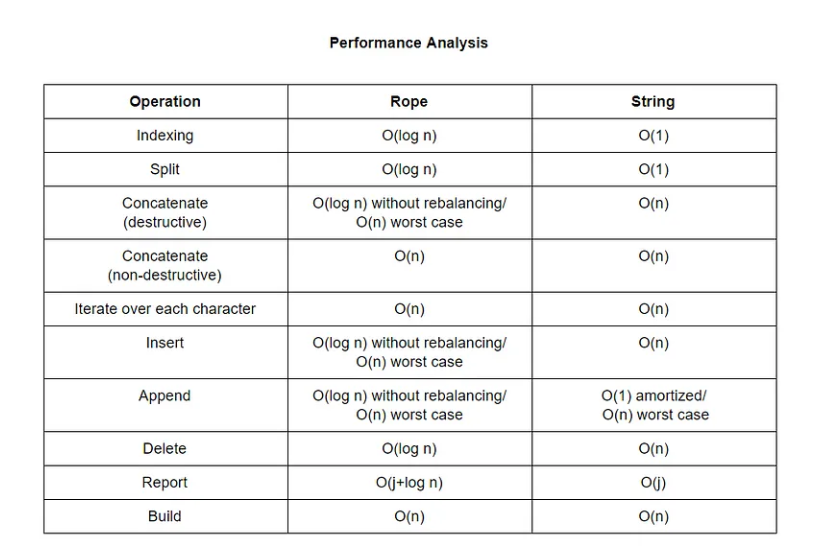 Performance Analysis
Operation Rope String
Indexing O(log n) O(1)
Split O(log n) O(1)
Concatenate O(log n) without rebalancing/ O(n)
(destructive) O(n) worst case
Concatenate O(n) O(n)
(non-destructive)
Iterate over each character O(n) O(n)
Insert O(log n) without rebalancing/ O(n)
O(n) worst case
Append O(log n) without rebalancing/ O(1) amortized/
O(n) worst case O(n) worst case
Delete O(log n) O(n)
Report O(j+log n) O(j)
Build O(n) O(n)